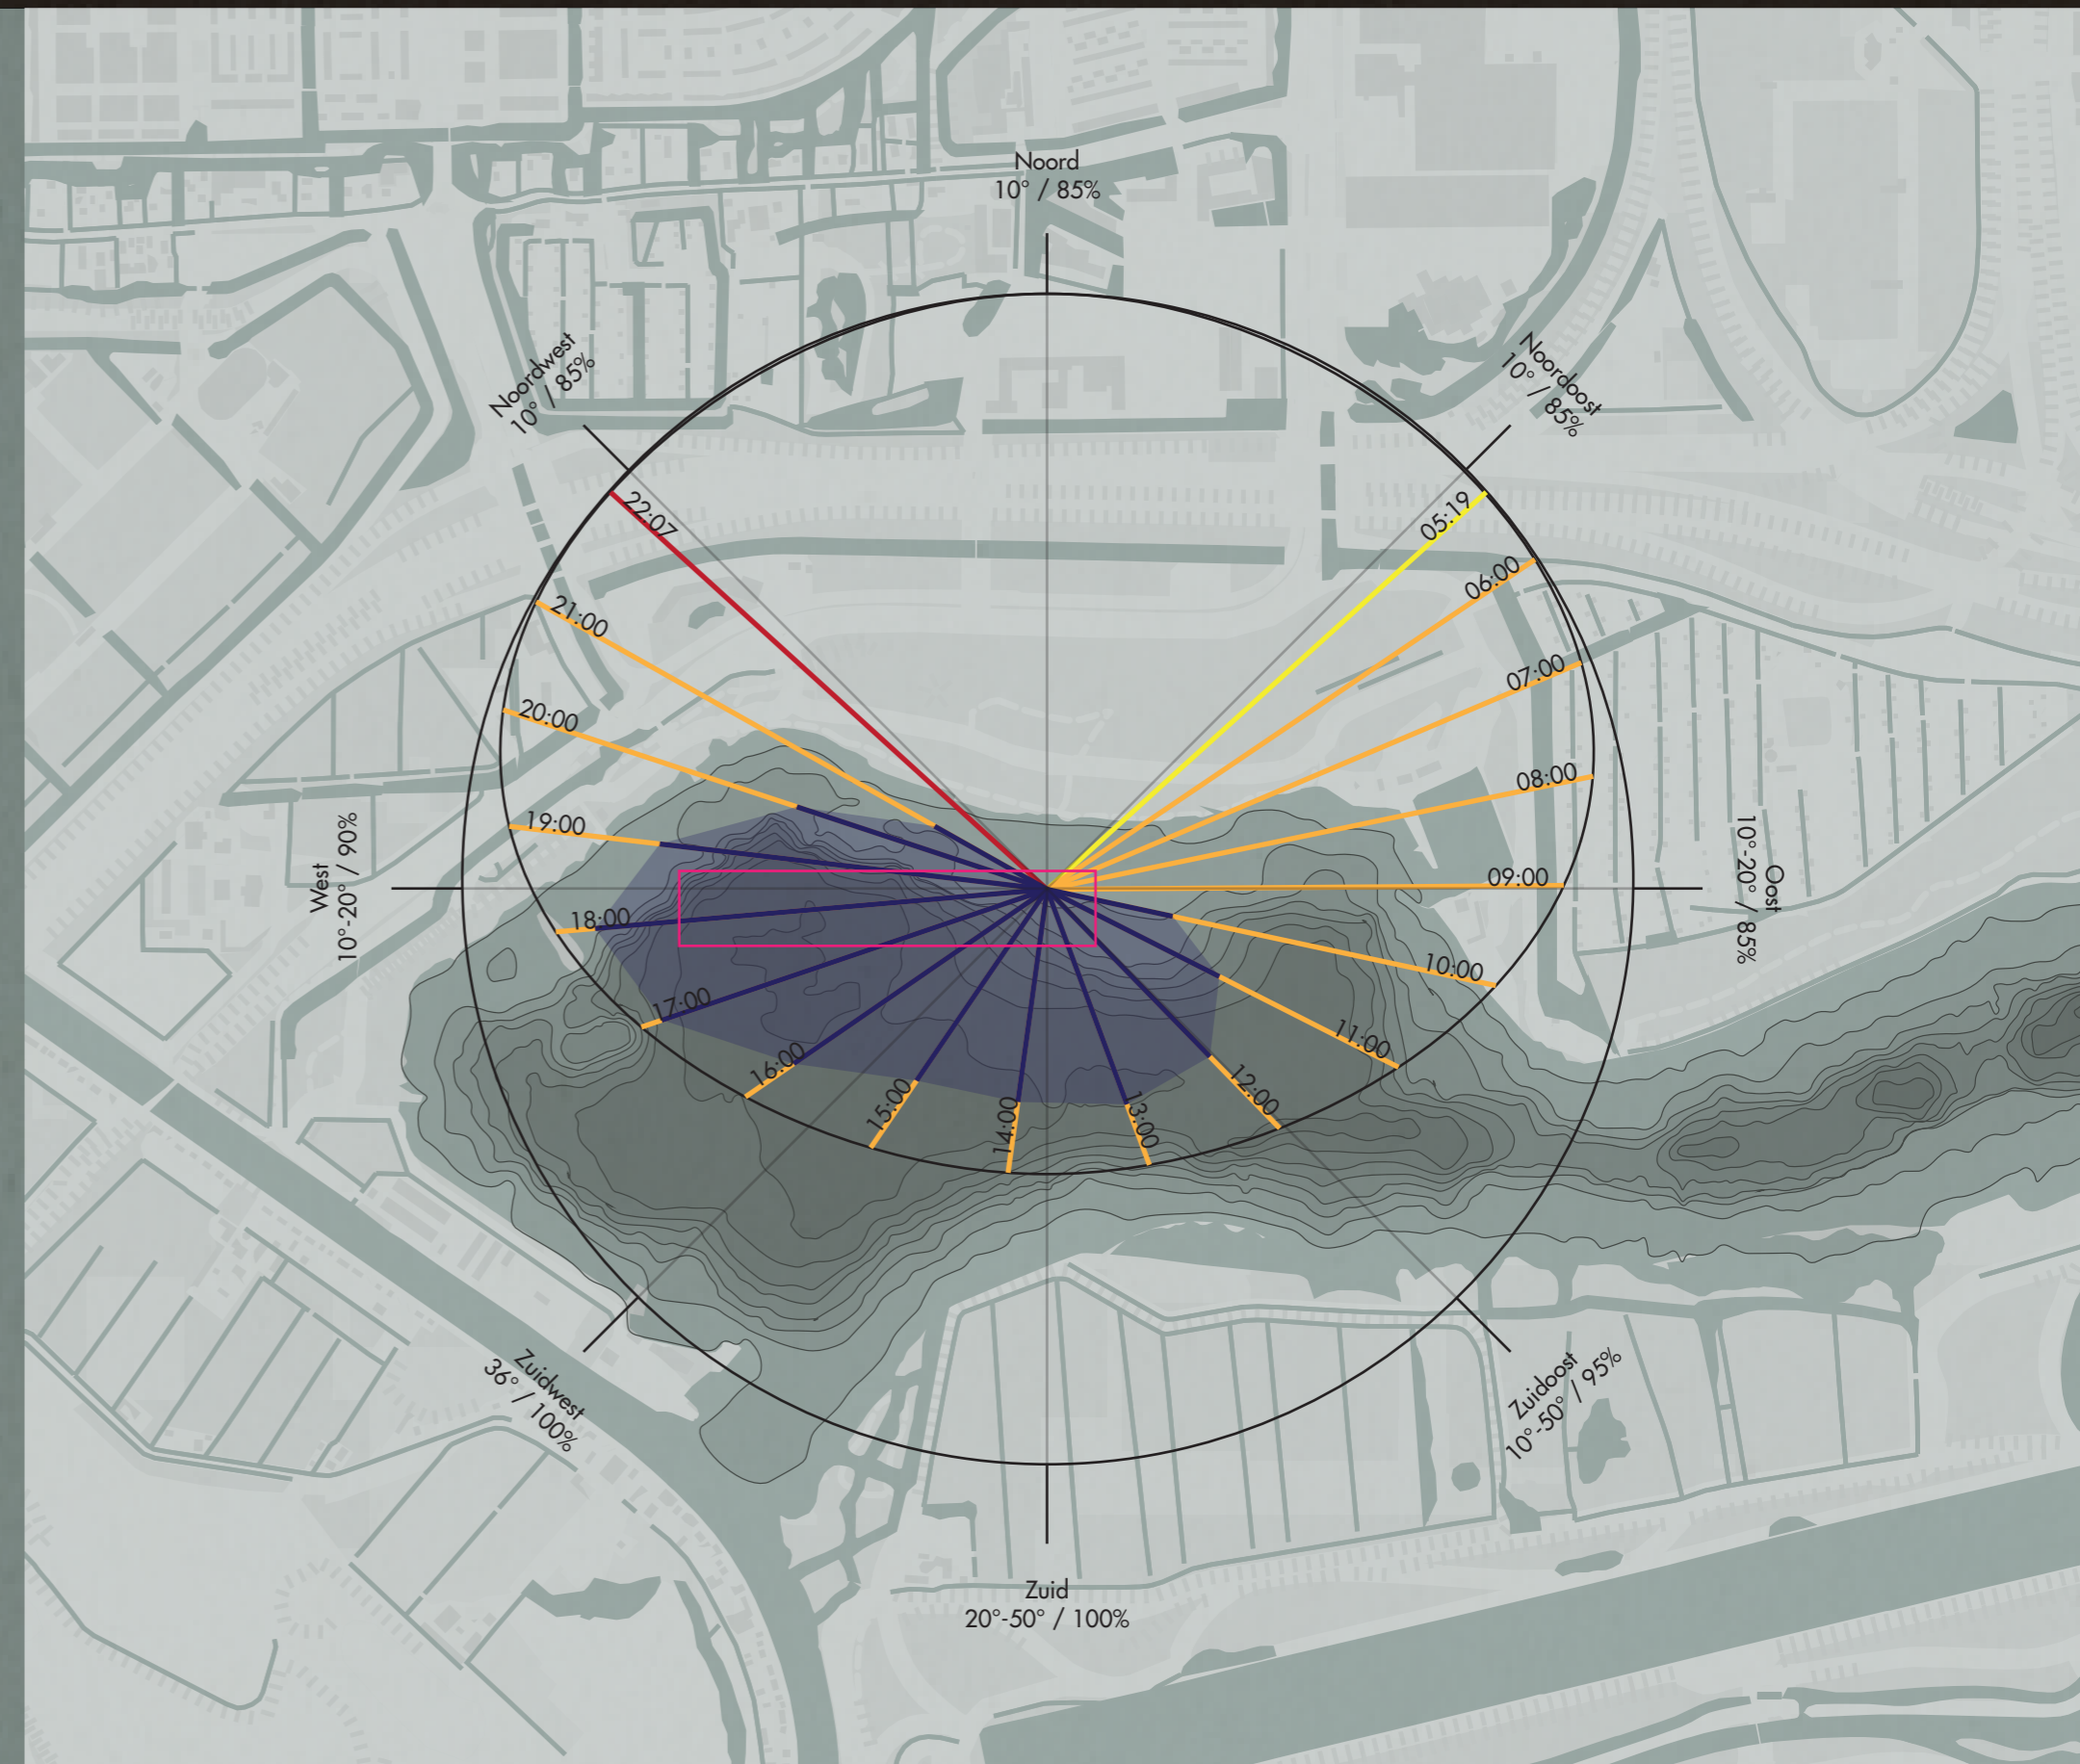 Noord
10° / 85%
Noordwest
10° / 85%
Noordoost
10° / 85%
22:07
05:19
06:00
21:00
07:00
20:00
08:00
19:00
09:00
West
10°-20° / 90%
Oost
10°-20° / 85%
18:00
10:00
17:00
11:00
16:00
12:00
15:00
14:00
13:00
Zuidwest
36° / 100%
Zuidoost
10°-50° / 95%
Zuid
20°-50° / 100%